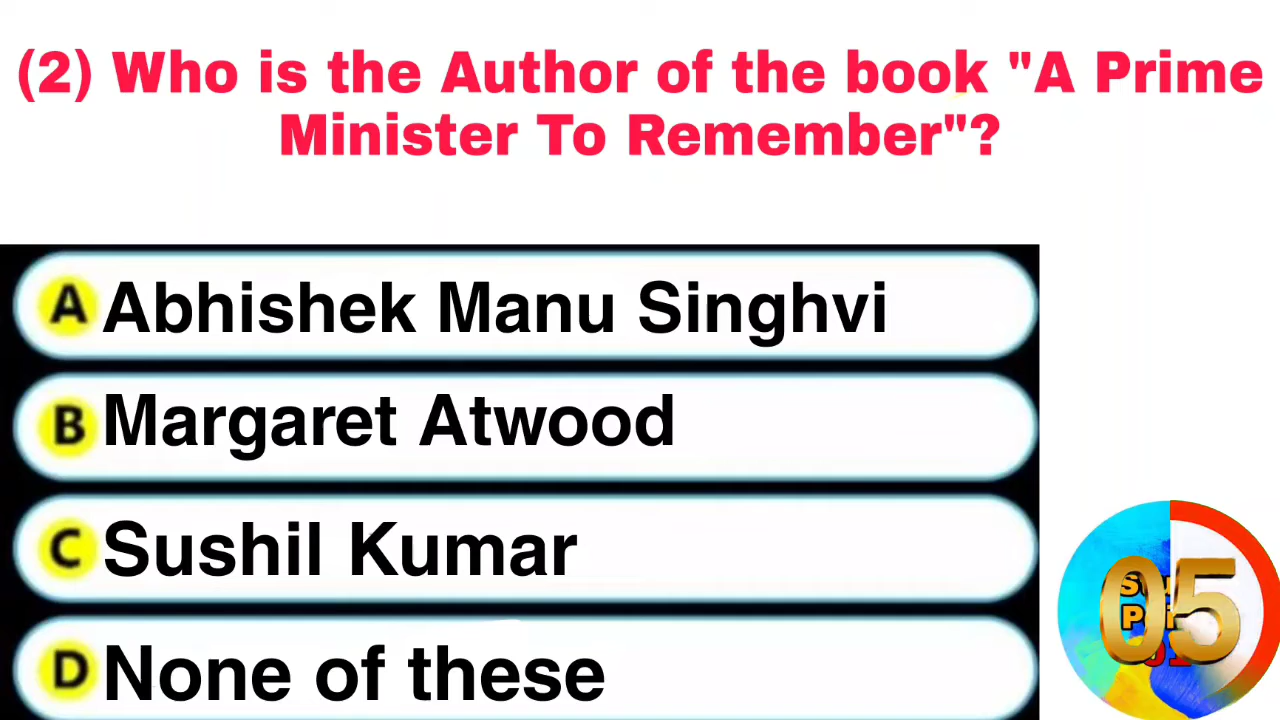 (2) Who is the Author of the book "A Prime
Minister To Remember"?
A Abhishek Manu Singhvi
B Margaret Atwood
C Sushil Kumar
D None of these
05